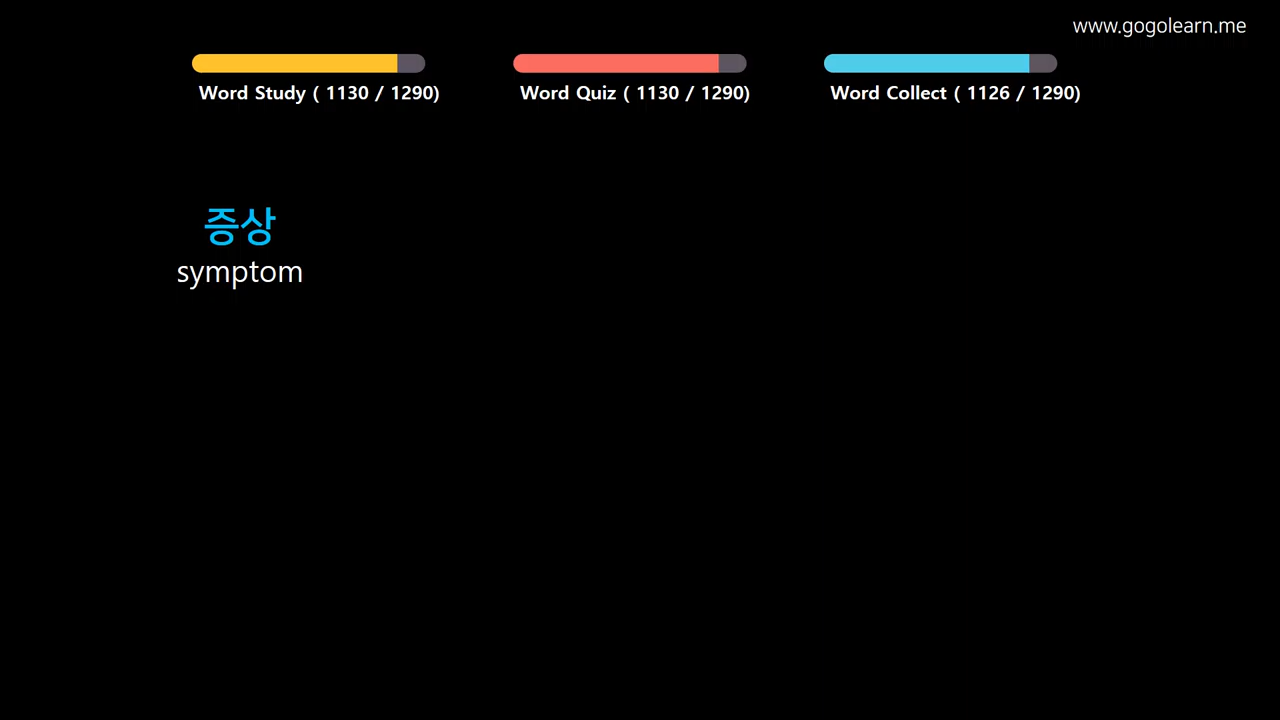 www.gogolearn.me
Word Study ( 1130 / 1290)
Word Quiz ( 1130 / 1290)
Word Collect ( 1126 / 1290)
증상
symptom